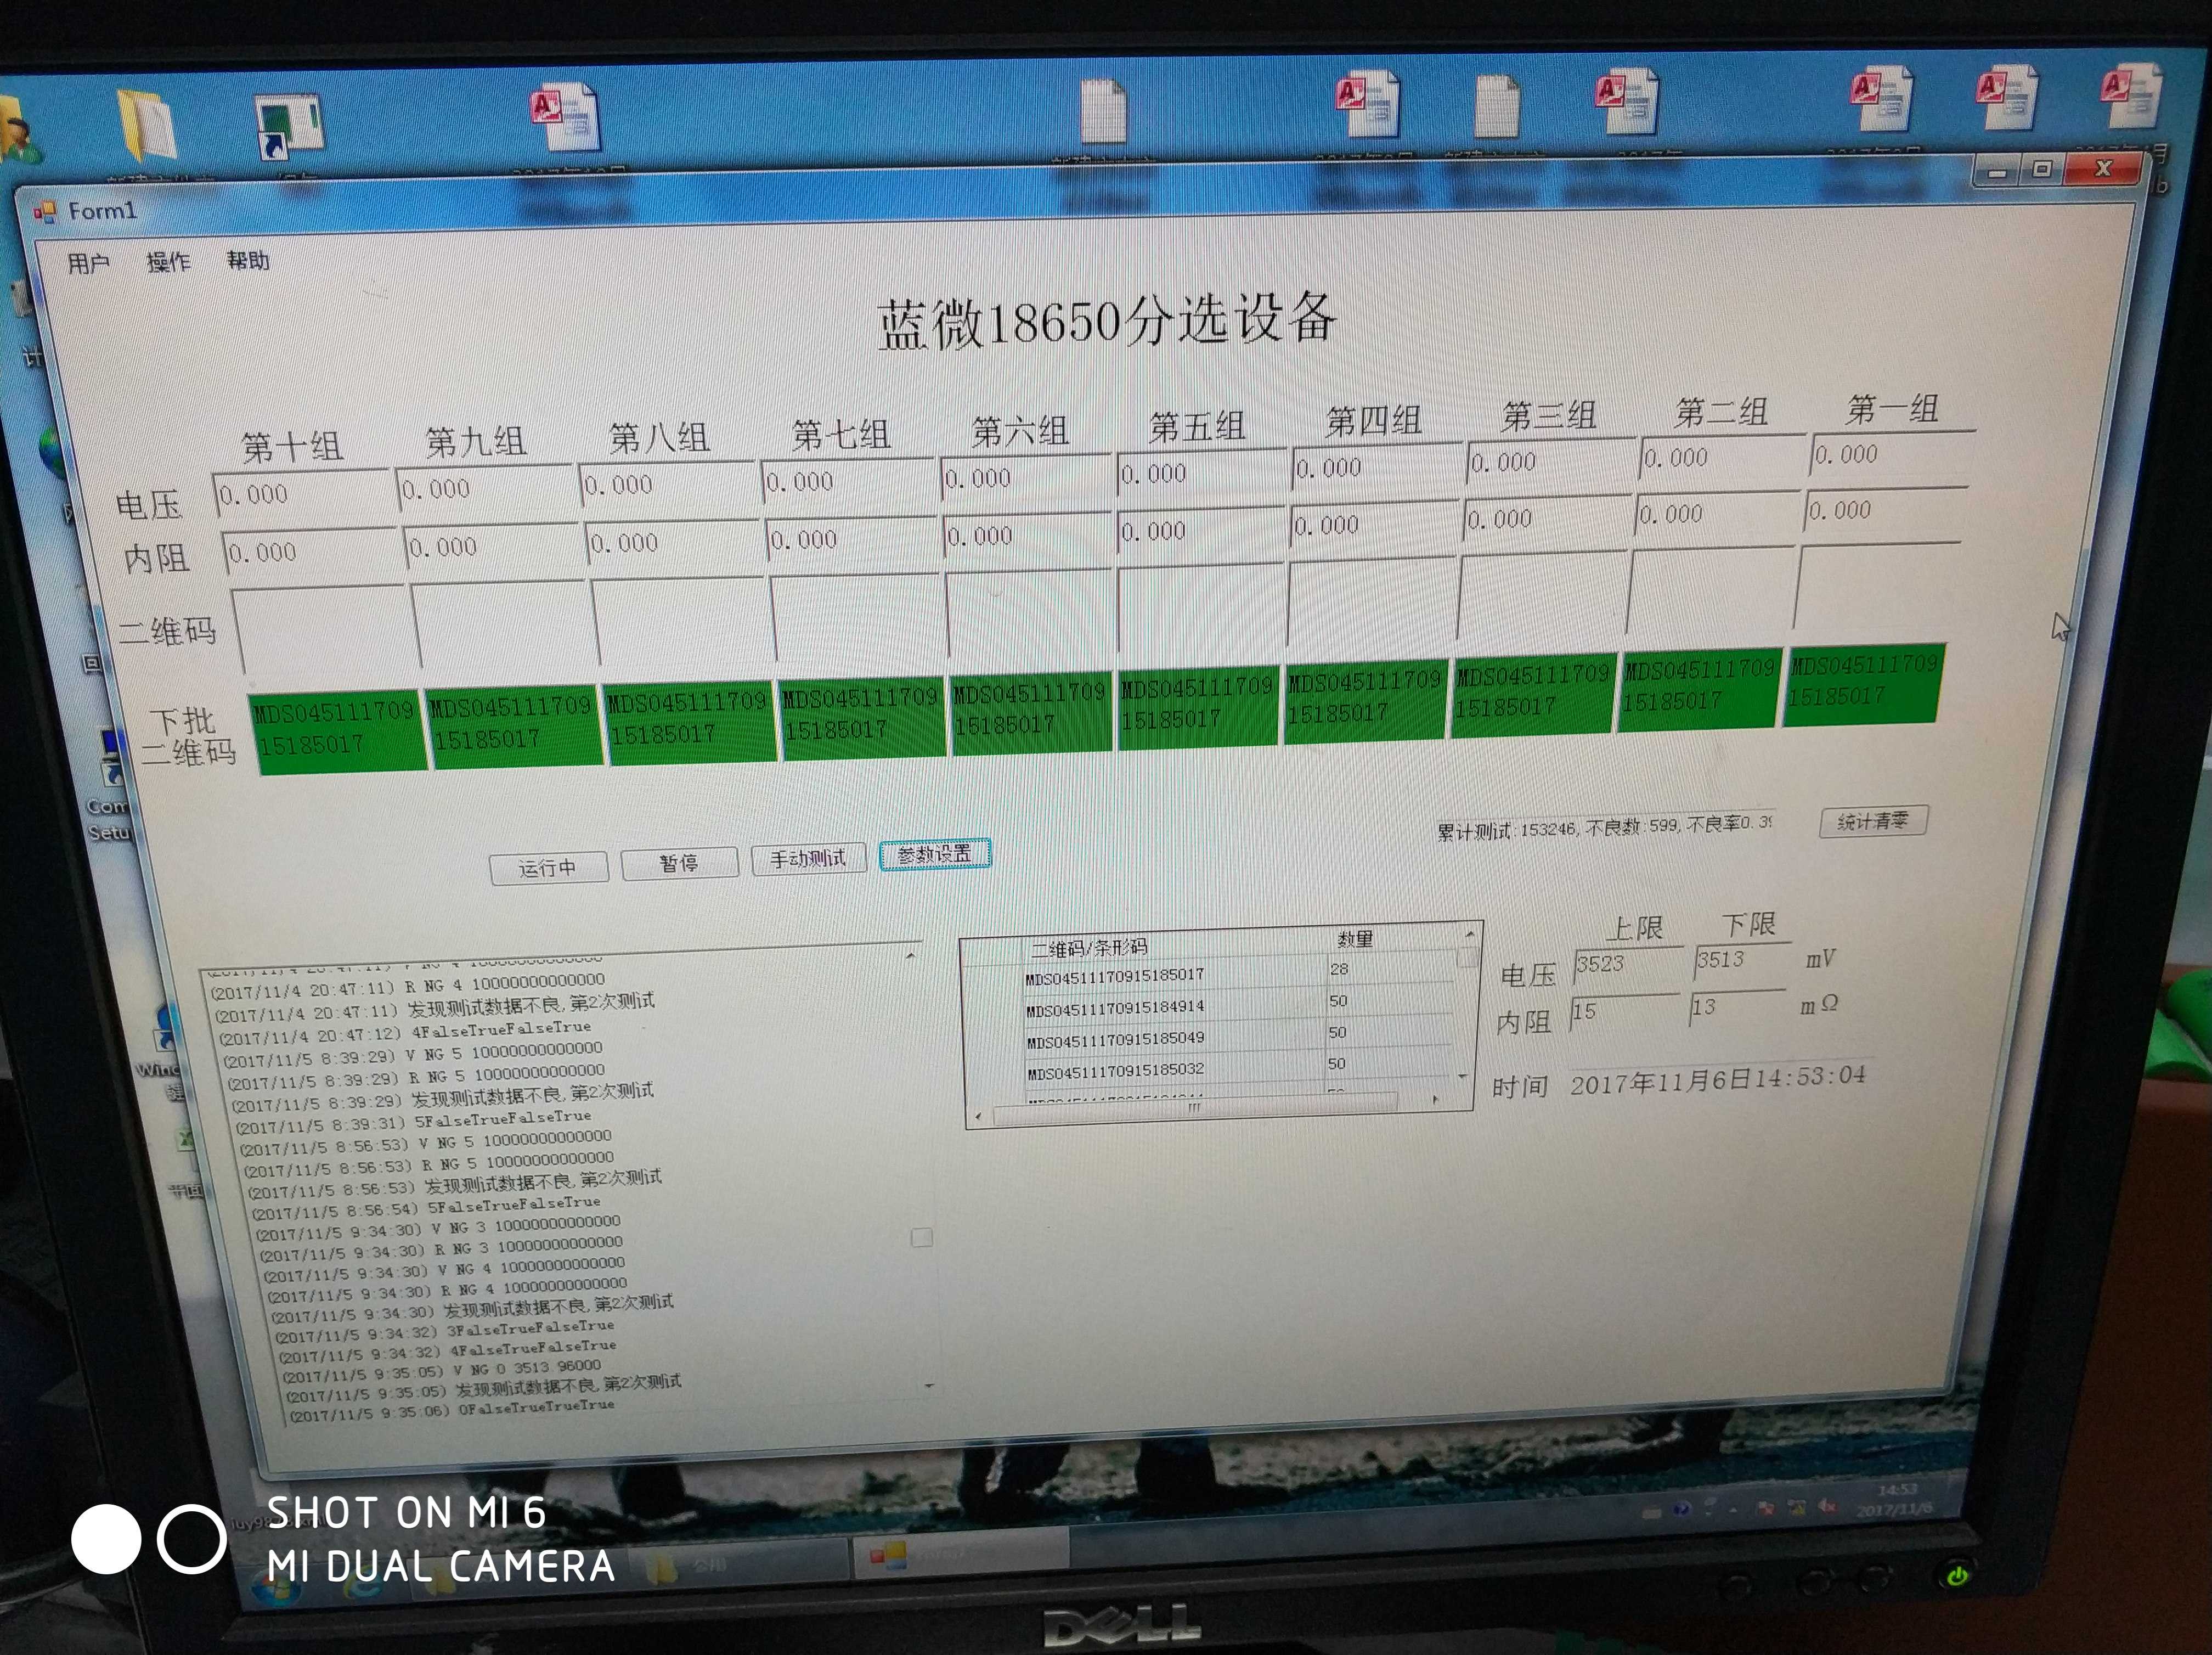 Form1
用户 操作 帮助
蓝微18650分选设备
第十组 第九组 第八组 第七组 第六组 第五组 第四组 第三组 第二组 第一组
电压 0.000 0.000 0.000 0.000 0.000 0.000 0.000 0.000 0.000 0.000
内阻 0.000 0.000 0.000 0.000 0.000 0.000 0.000 0.000 0.000 0.000
二维码
下批
二维码
MDS045111709 MDS045111709 MDS045111709 MDS045111709 MDS045111709 MDS045111709 MDS045111709 MDS045111709 MDS045111709 MDS045111709
15185017 15185017 15185017 15185017 15185017 15185017 15185017 15185017 15185017 15185017
累计测试:153246,不良数:599,不良率0.39 统计清零
运行中 暂停 手动测试 参数设置
(2017/11/4 20:47:11) R NG 4 10000000000000
(2017/11/4 20:47:11) 发现测试数据不良,第2次测试
(2017/11/4 20:47:12) 4FalseTrueFalseTrue
(2017/11/5 8:39:29) V NG 5 10000000000000
(2017/11/5 8:39:29) R NG 5 10000000000000
(2017/11/5 8:39:29) 发现测试数据不良,第2次测试
(2017/11/5 8:39:31) 5FalseTrueFalseTrue
(2017/11/5 8:56:53) V NG 5 10000000000000
(2017/11/5 8:56:53) R NG 5 10000000000000
(2017/11/5 8:56:53) 发现测试数据不良,第2次测试
(2017/11/5 8:56:54) 5FalseTrueFalseTrue
(2017/11/5 9:34:30) V NG 3 10000000000000
(2017/11/5 9:34:30) R NG 3 10000000000000
(2017/11/5 9:34:30) V NG 4 10000000000000
(2017/11/5 9:34:30) R NG 4 10000000000000
(2017/11/5 9:34:30) 发现测试数据不良,第2次测试
(2017/11/5 9:34:32) 3FalseTrueFalseTrue
(2017/11/5 9:34:32) 4FalseTrueFalseTrue
(2017/11/5 9:35:05) V NG 0 3513.96000
(2017/11/5 9:35:05) 发现测试数据不良,第2次测试
(2017/11/5 9:35:06) 0FalseTrueTrueTrue
二维码/条形码 数量
MDS04511170915185017 28
MDS04511170915184914 50
MDS04511170915185049 50
MDS04511170915185032 50
上限 下限
电压 3523 3513 mV
内阻 15 13 mΩ
时间 2017年11月6日14:53:04
Com
Setu
14:53
2017/11/6
DELL
SHOT ON MI 6
MI DUAL CAMERA